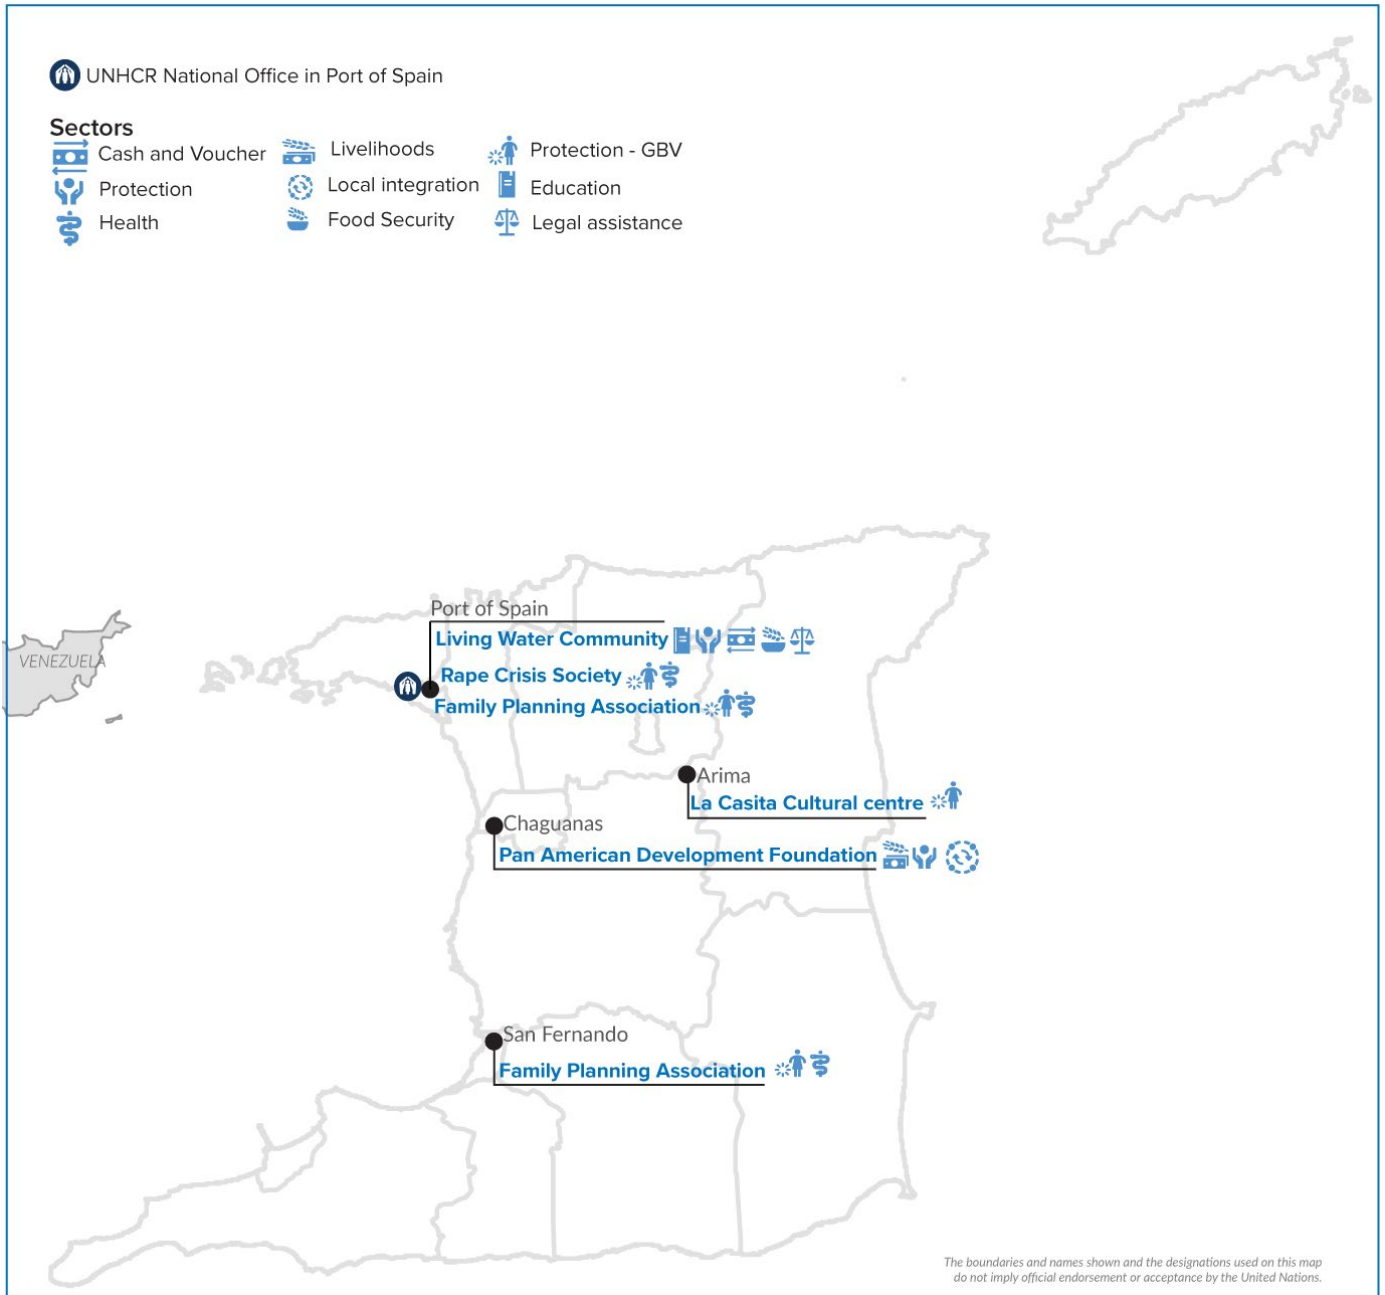 UNHCR National Office in Port of Spain
Sectors
Cash and Voucher
Livelihoods
Protection - GBV
Protection
Local integration
Education
Health
Food Security
Legal assistance
Port of Spain
Living Water Community
VENEZUELA
Rape Crisis Society
Family Planning Association
Arima
La Casita Cultural centre
Chaguanas
Pan American Development Foundation
San Fernando
Family Planning Association
The boundaries and names shown and the designations used on this map
do not imply official endorsement or acceptance by the United Nations.